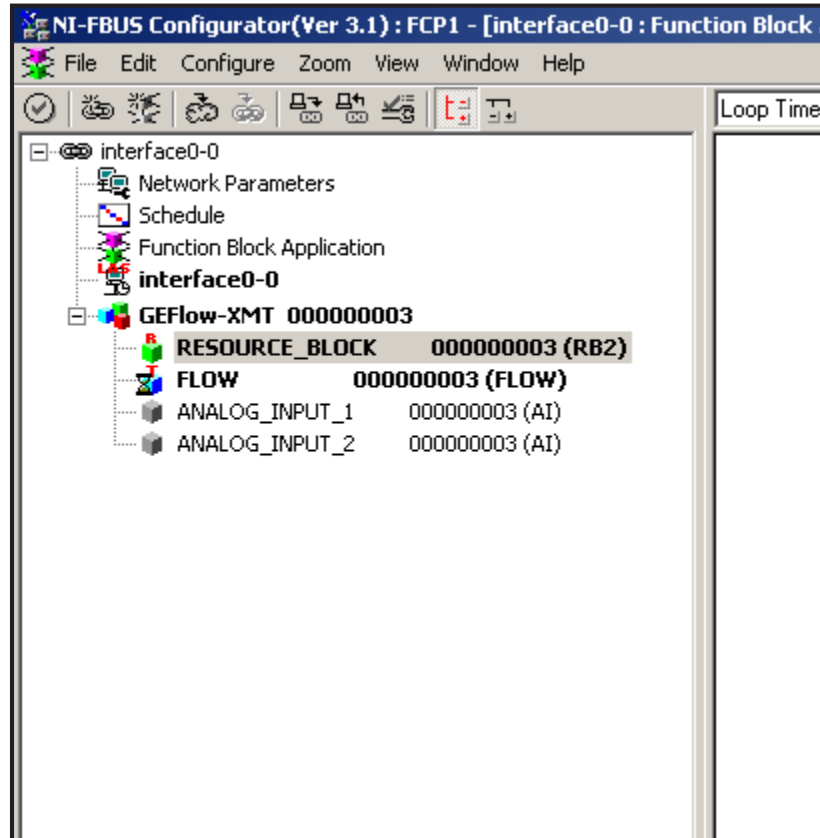 NI-FBUS Configurator(Ver 3.1) : FCP1 - [interface0-0 : Function Block
File Edit Configure Zoom View Window Help
Loop Time
interface0-0
Network Parameters
Schedule
Function Block Application
LAS
interface0-0
GEFlow-XMT 000000003
R
RESOURCE_BLOCK 000000003 (RB2)
T
FLOW 000000003 (FLOW)
ANALOG_INPUT_1 000000003 (AI)
ANALOG_INPUT_2 000000003 (AI)